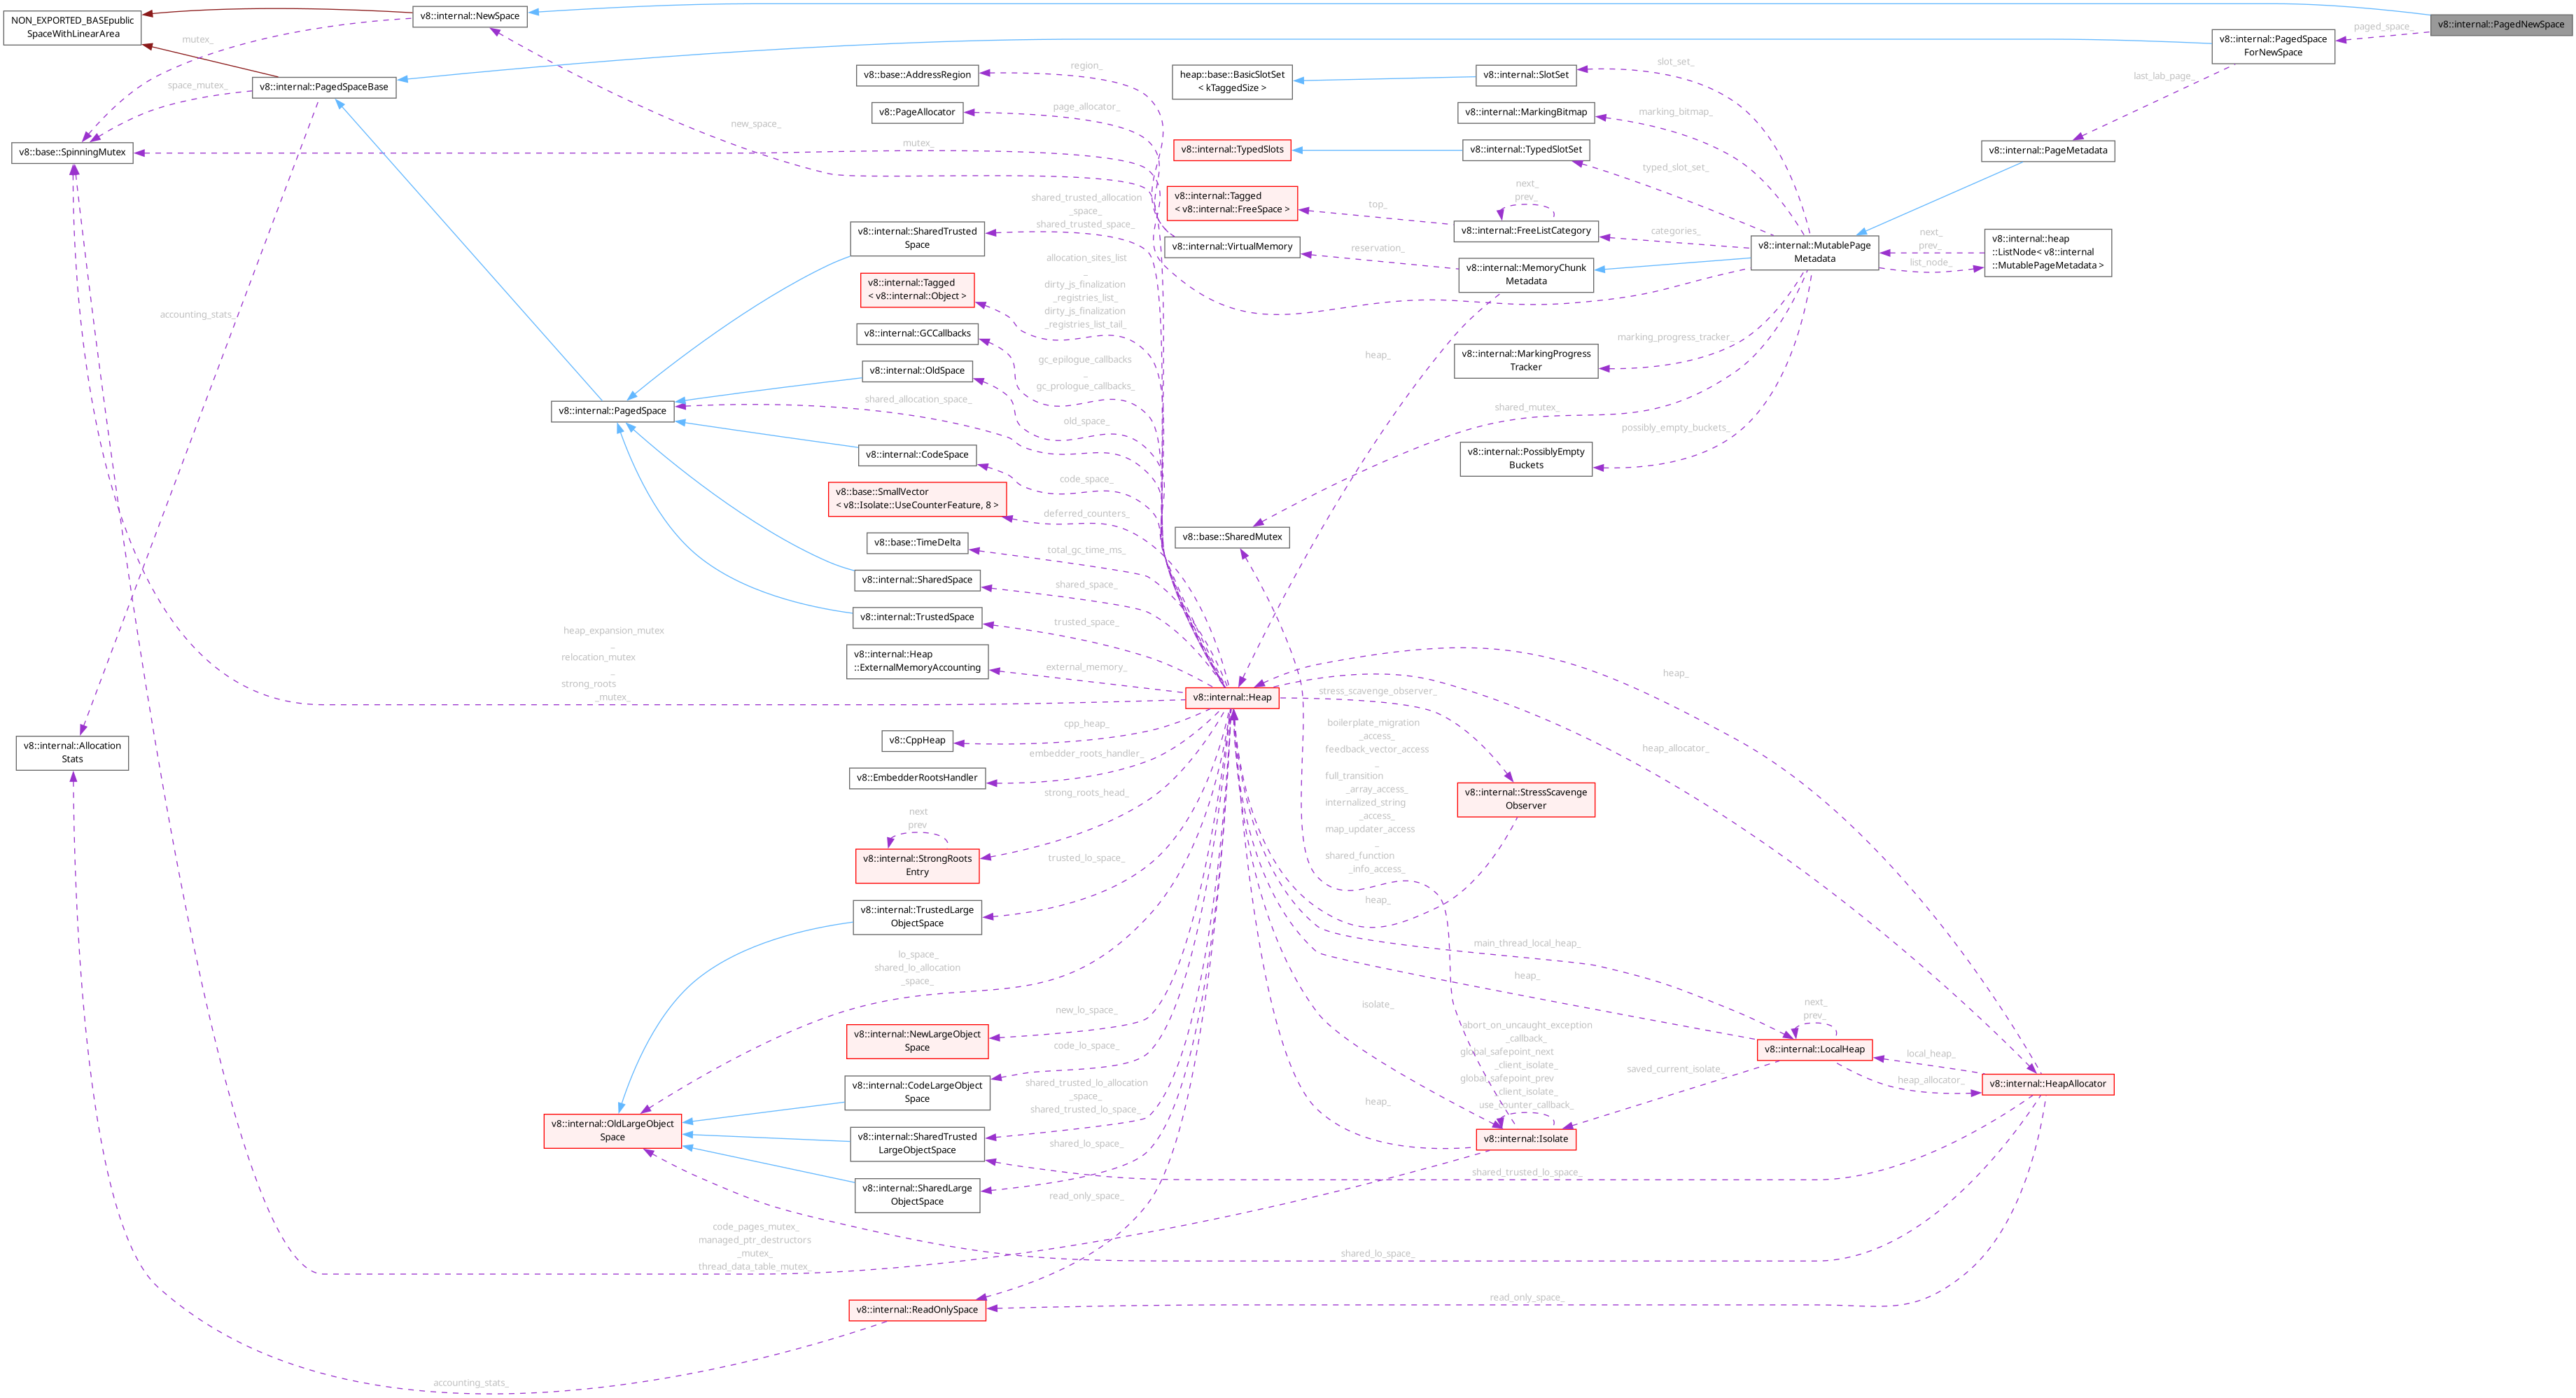 NON_EXPORTED_BASEpublic
SpaceWithLinearArea
v8::internal::NewSpace
v8::internal::PagedNewSpace
mutex_
v8::internal::PagedSpace
ForNewSpace
paged_space_
v8::internal::PagedSpaceBase
space_mutex_
last_lab_page_
v8::base::AddressRegion
region_
heap::base::BasicSlotSet
< kTaggedSize >
v8::internal::SlotSet
slot_set_
v8::PageAllocator
page_allocator_
v8::internal::MarkingBitmap
marking_bitmap_
new_space_
v8::base::SpinningMutex
mutex_
v8::internal::TypedSlots
v8::internal::TypedSlotSet
typed_slot_set_
v8::internal::PageMetadata
v8::internal::Tagged
< v8::internal::FreeSpace >
top_
next_
prev_
v8::internal::FreeListCategory
categories_
shared_trusted_allocation
_space_
shared_trusted_space_
v8::internal::SharedTrusted
Space
v8::internal::VirtualMemory
reservation_
v8::internal::MemoryChunk
Metadata
v8::internal::MutablePage
Metadata
next_
prev_
list_node_
v8::internal::heap
::ListNode< v8::internal
::MutablePageMetadata >
allocation_sites_list
_
dirty_js_finalization
_registries_list_
dirty_js_finalization
_registries_list_tail_
v8::internal::Tagged
< v8::internal::Object >
accounting_stats_
v8::internal::GCCallbacks
gc_epilogue_callbacks
_
gc_prologue_callbacks_
heap_
v8::internal::MarkingProgress
Tracker
marking_progress_tracker_
v8::internal::OldSpace
shared_allocation_space_
v8::internal::PagedSpace
old_space_
shared_mutex_
possibly_empty_buckets_
v8::internal::CodeSpace
code_space_
v8::internal::PossiblyEmpty
Buckets
v8::base::SmallVector
< v8::Isolate::UseCounterFeature, 8 >
deferred_counters_
v8::base::TimeDelta
total_gc_time_ms_
v8::base::SharedMutex
v8::internal::SharedSpace
shared_space_
v8::internal::TrustedSpace
trusted_space_
heap_expansion_mutex
_
relocation_mutex
_
strong_roots
_mutex_
v8::internal::Heap
::ExternalMemoryAccounting
external_memory_
v8::internal::Heap
heap_
stress_scavenge_observer_
v8::internal::Allocation
Stats
v8::CppHeap
cpp_heap_
boilerplate_migration
_access_
feedback_vector_access
_
full_transition
_array_access_
internalized_string
_access_
map_updater_access
_
shared_function
_info_access_
heap_allocator_
v8::EmbedderRootsHandler
embedder_roots_handler_
strong_roots_head_
v8::internal::StressScavenge
Observer
next
prev
v8::internal::StrongRoots
Entry
trusted_lo_space_
heap_
v8::internal::TrustedLarge
ObjectSpace
main_thread_local_heap_
lo_space_
shared_lo_allocation
_space_
heap_
new_lo_space_
isolate_
next_
prev_
v8::internal::NewLargeObject
Space
code_lo_space_
abort_on_uncaught_exception
_callback_
global_safepoint_next
_client_isolate_
global_safepoint_prev
_client_isolate_
use_counter_callback_
v8::internal::LocalHeap
local_heap_
saved_current_isolate_
heap_allocator_
v8::internal::HeapAllocator
v8::internal::CodeLargeObject
Space
shared_trusted_lo_allocation
_space_
shared_trusted_lo_space_
heap_
v8::internal::OldLargeObject
Space
v8::internal::SharedTrusted
LargeObjectSpace
shared_lo_space_
v8::internal::Isolate
shared_trusted_lo_space_
v8::internal::SharedLarge
ObjectSpace
read_only_space_
code_pages_mutex_
managed_ptr_destructors
_mutex_
thread_data_table_mutex_
shared_lo_space_
v8::internal::ReadOnlySpace
read_only_space_
accounting_stats_